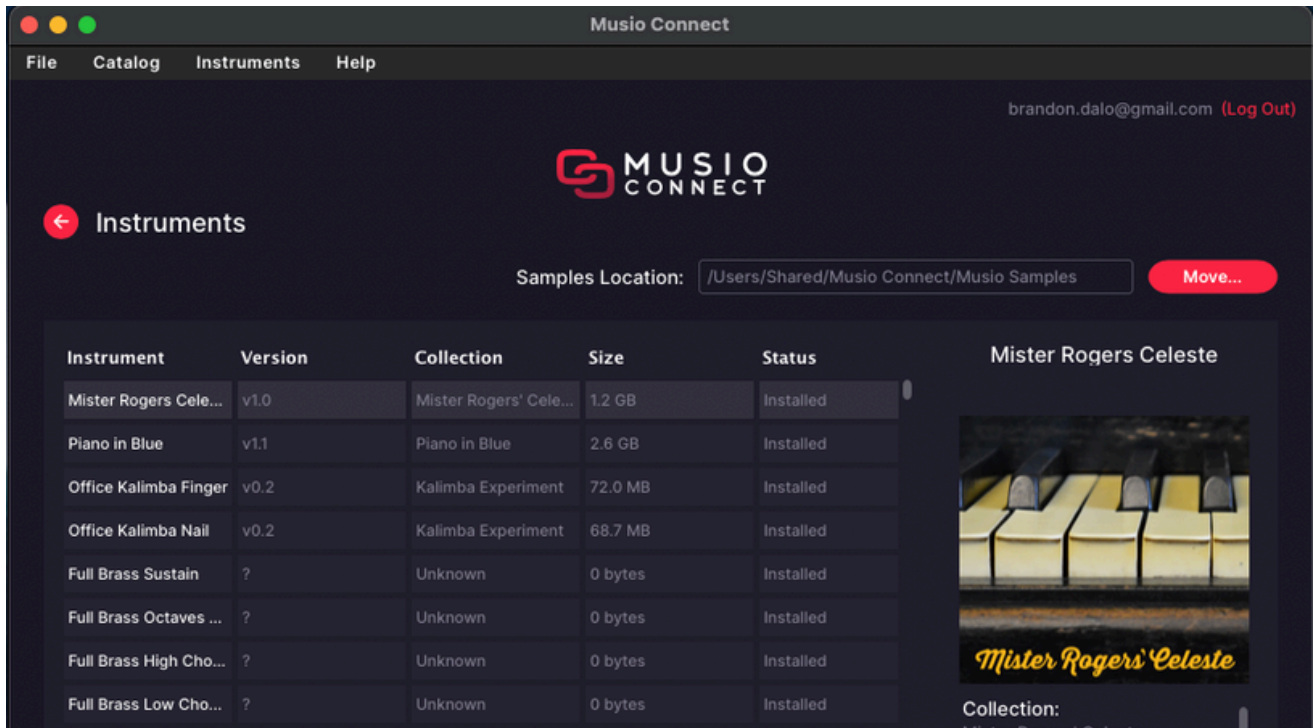 Musio Connect
File Catalog Instruments Help
brandon.dalo@gmail.com (Log Out)
MUSIO
CONNECT
Instruments
Samples Location: /Users/Shared/Musio Connect/Musio Samples Move...
Instrument Version Collection Size Status Mister Rogers Celeste
Mister Rogers Cele... v1.0 Mister Rogers' Cele... 1.2 GB Installed
Piano in Blue v1.1 Piano in Blue 2.6 GB Installed
Office Kalimba Finger v0.2 Kalimba Experiment 72.0 MB Installed
Office Kalimba Nail v0.2 Kalimba Experiment 68.7 MB Installed
Full Brass Sustain ? Unknown 0 bytes Installed
Full Brass Octaves ... ? Unknown 0 bytes Installed
Full Brass High Cho... ? Unknown 0 bytes Installed
Mister Rogers' Celeste
Full Brass Low Cho... ? Unknown 0 bytes Installed
Collection: